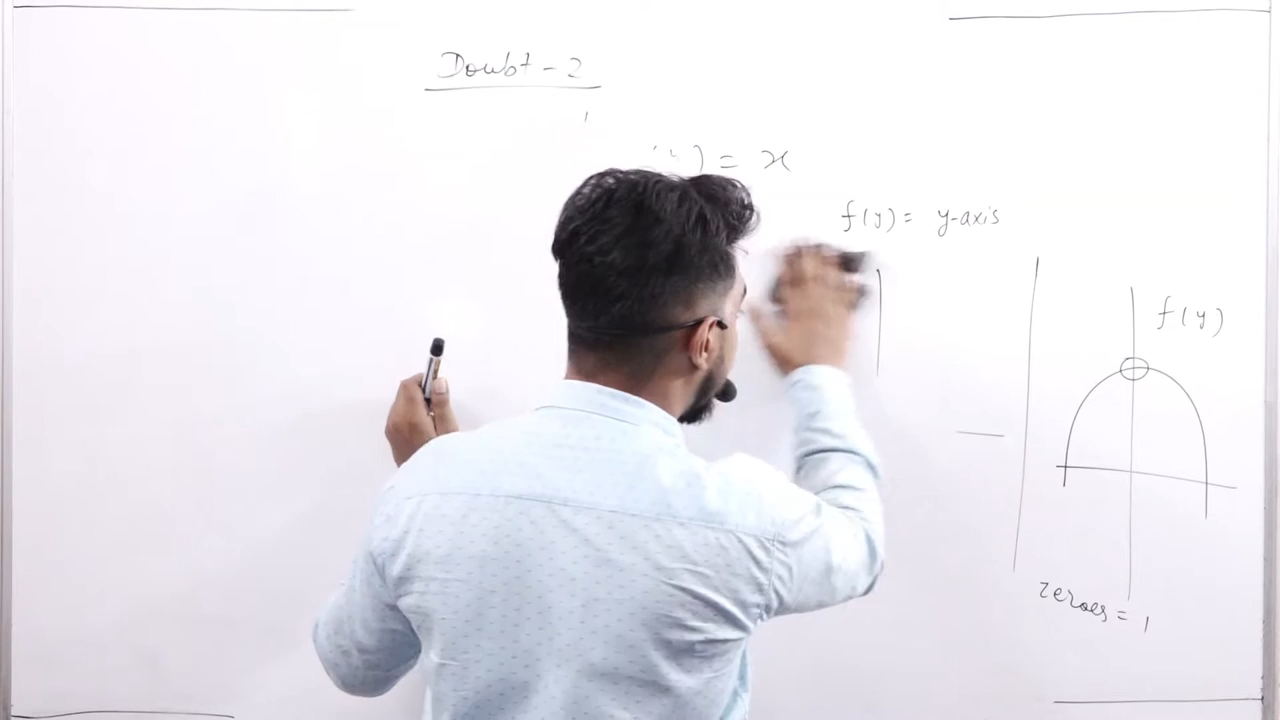 Doubt - 2
) = x
f(y) = y-axis
f(y)
zeroes = 1